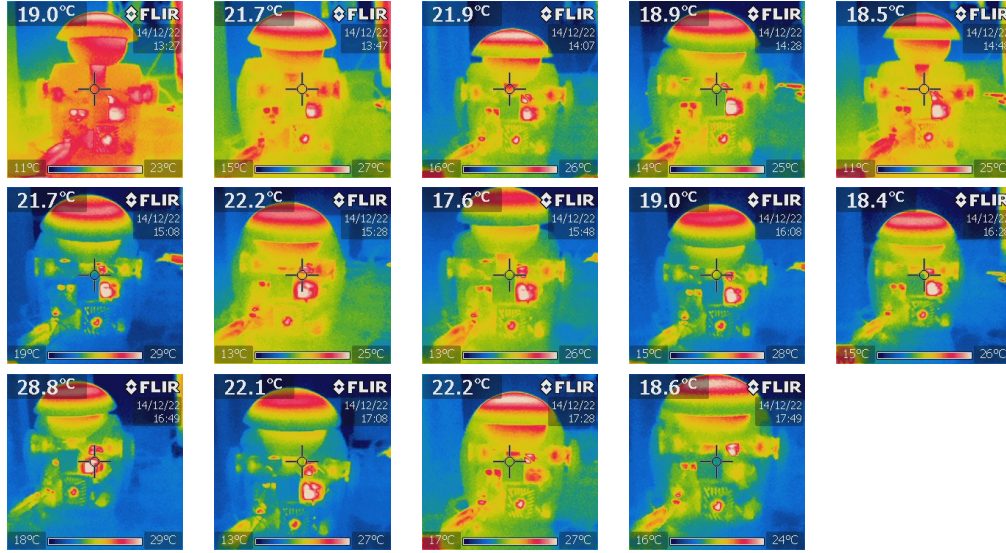 19.0°C FLIR
14/12/22
13:27
11°C 23°C
21.7°C FLIR
14/12/22
13:47
15°C 27°C
21.9°C FLIR
14/12/22
14:07
16°C 26°C
18.9°C FLIR
14/12/22
14:28
14°C 25°C
18.5°C FLIR
14/12/22
11°C 25°C
21.7°C FLIR
14/12/22
15:08
19°C 29°C
22.2°C FLIR
14/12/22
15:28
13°C 25°C
17.6°C FLIR
14/12/22
15:48
13°C 26°C
19.0°C FLIR
14/12/22
16:08
15°C 28°C
18.4°C FLIR
14/12/22
15°C 26°C
28.8°C FLIR
14/12/22
16:49
18°C 29°C
22.1°C FLIR
14/12/22
17:08
13°C 27°C
22.2°C FLIR
14/12/22
17:28
17°C 27°C
18.6°C FLIR
14/12/22
17:49
16°C 24°C